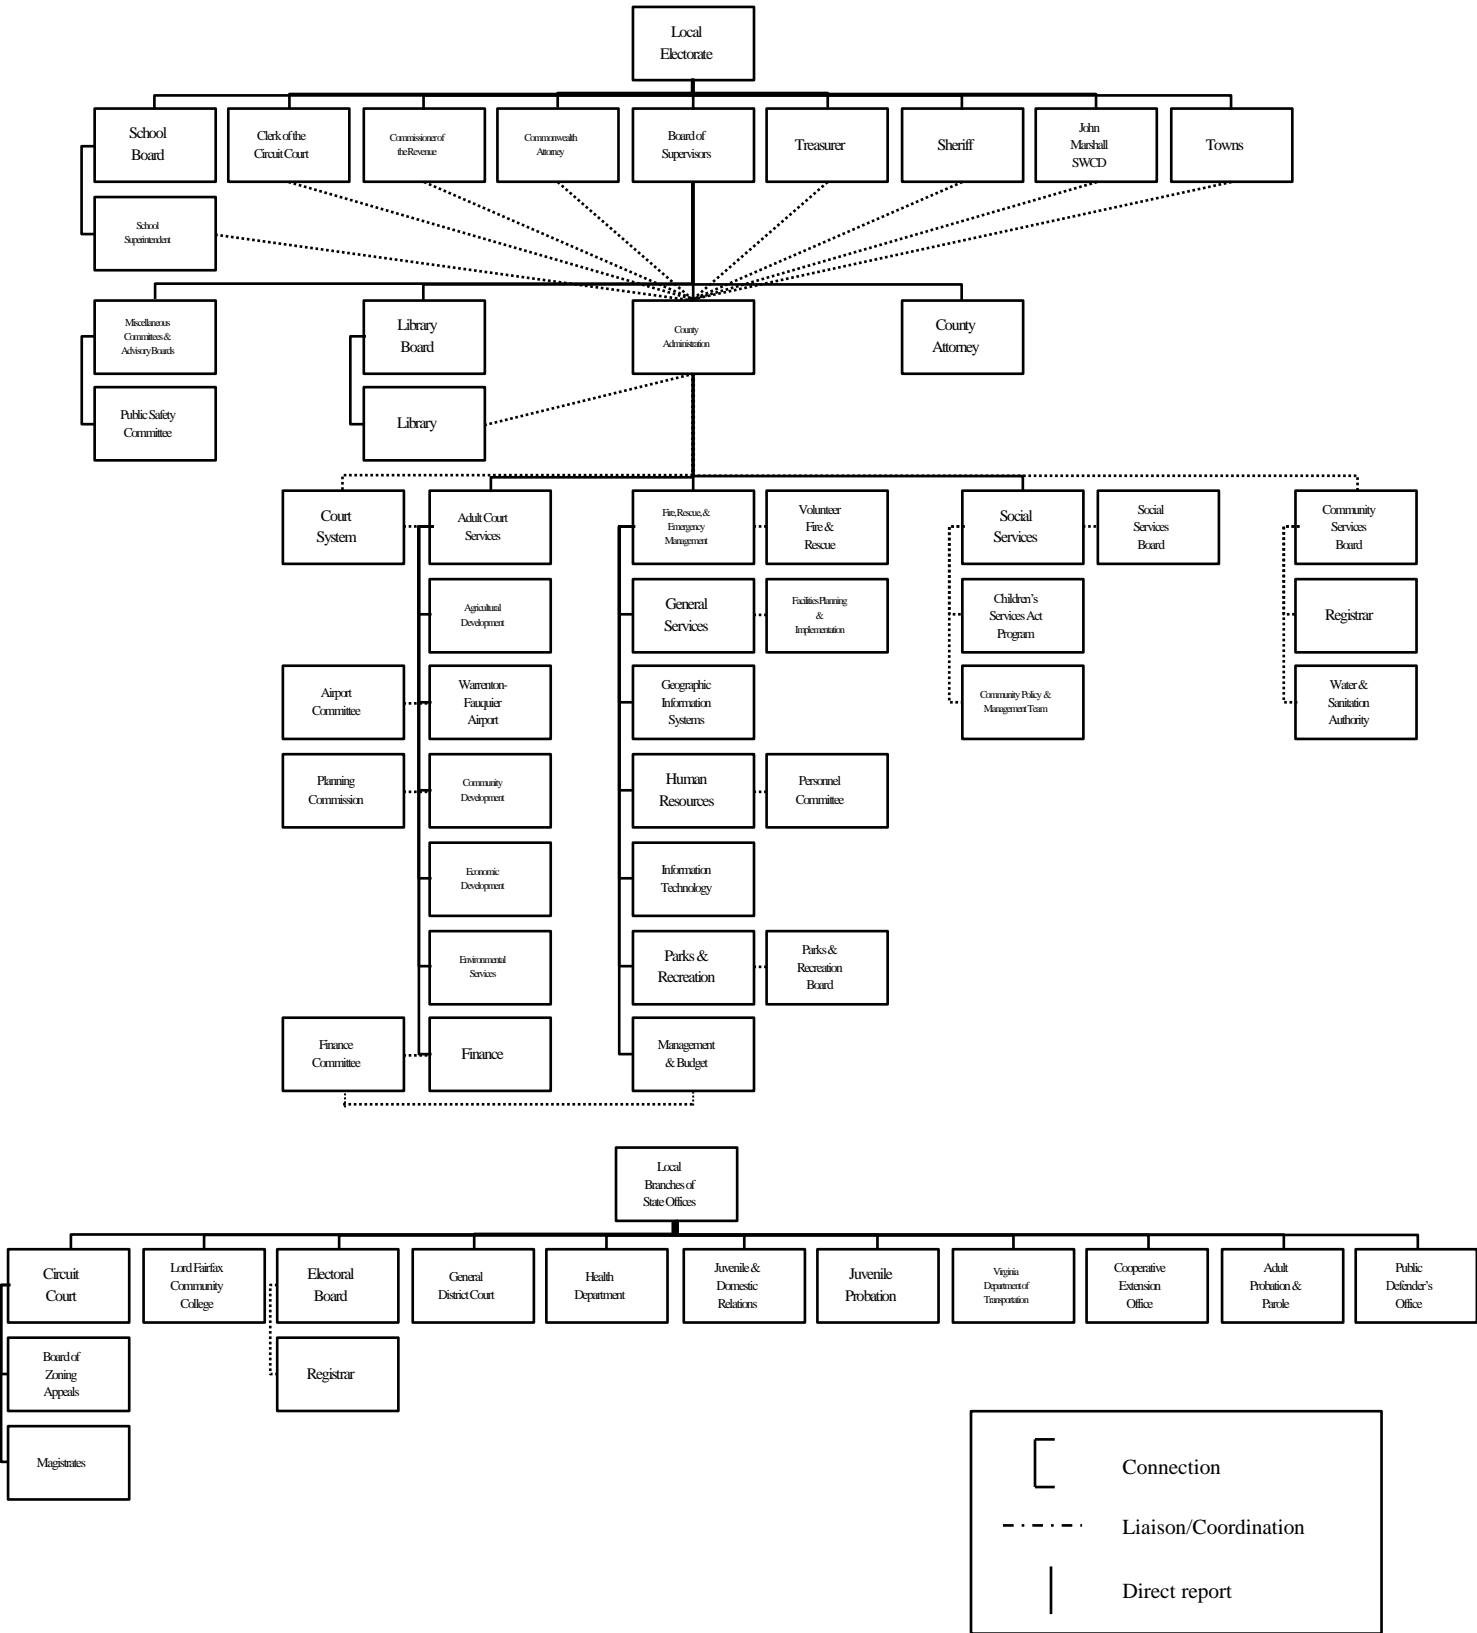 Local
Electorate
School
Board
Clerk of the
Circuit Court
Commissioner of
the Revenue
Commonwealth
Attorney
Board of
Supervisors
Treasurer
Sheriff
John
Marshall
SWCD
Towns
School
Superintendent
Miscellaneous
Committees &
Advisory Boards
Library
Board
County
Administration
County
Attorney
Public Safety
Committee
Library
Court
System
Adult Court
Services
Fire, Rescue, &
Emergency
Management
Volunteer
Fire &
Rescue
Social
Services
Social
Services
Board
Community
Services
Board
Agricultural
Development
General
Services
Facilities Planning
&
Implementation
Children's
Services Act
Program
Registrar
Airport
Committee
Warrenton-
Fauquier
Airport
Geographic
Information
Systems
Community Policy &
Management Team
Water &
Sanitation
Authority
Planning
Commission
Community
Development
Human
Resources
Personnel
Committee
Economic
Development
Information
Technology
Environmental
Services
Parks &
Recreation
Parks &
Recreation
Board
Finance
Committee
Finance
Management
& Budget
Local
Branches of
State Offices
Circuit
Court
Lord Fairfax
Community
College
Electoral
Board
General
District Court
Health
Department
Juvenile &
Domestic
Relations
Juvenile
Probation
Virginia
Department of
Transportation
Cooperative
Extension
Office
Adult
Probation &
Parole
Public
Defender's
Office
Board of
Zoning
Appeals
Registrar
Magistrates
Connection
Liaison/Coordination
Direct report